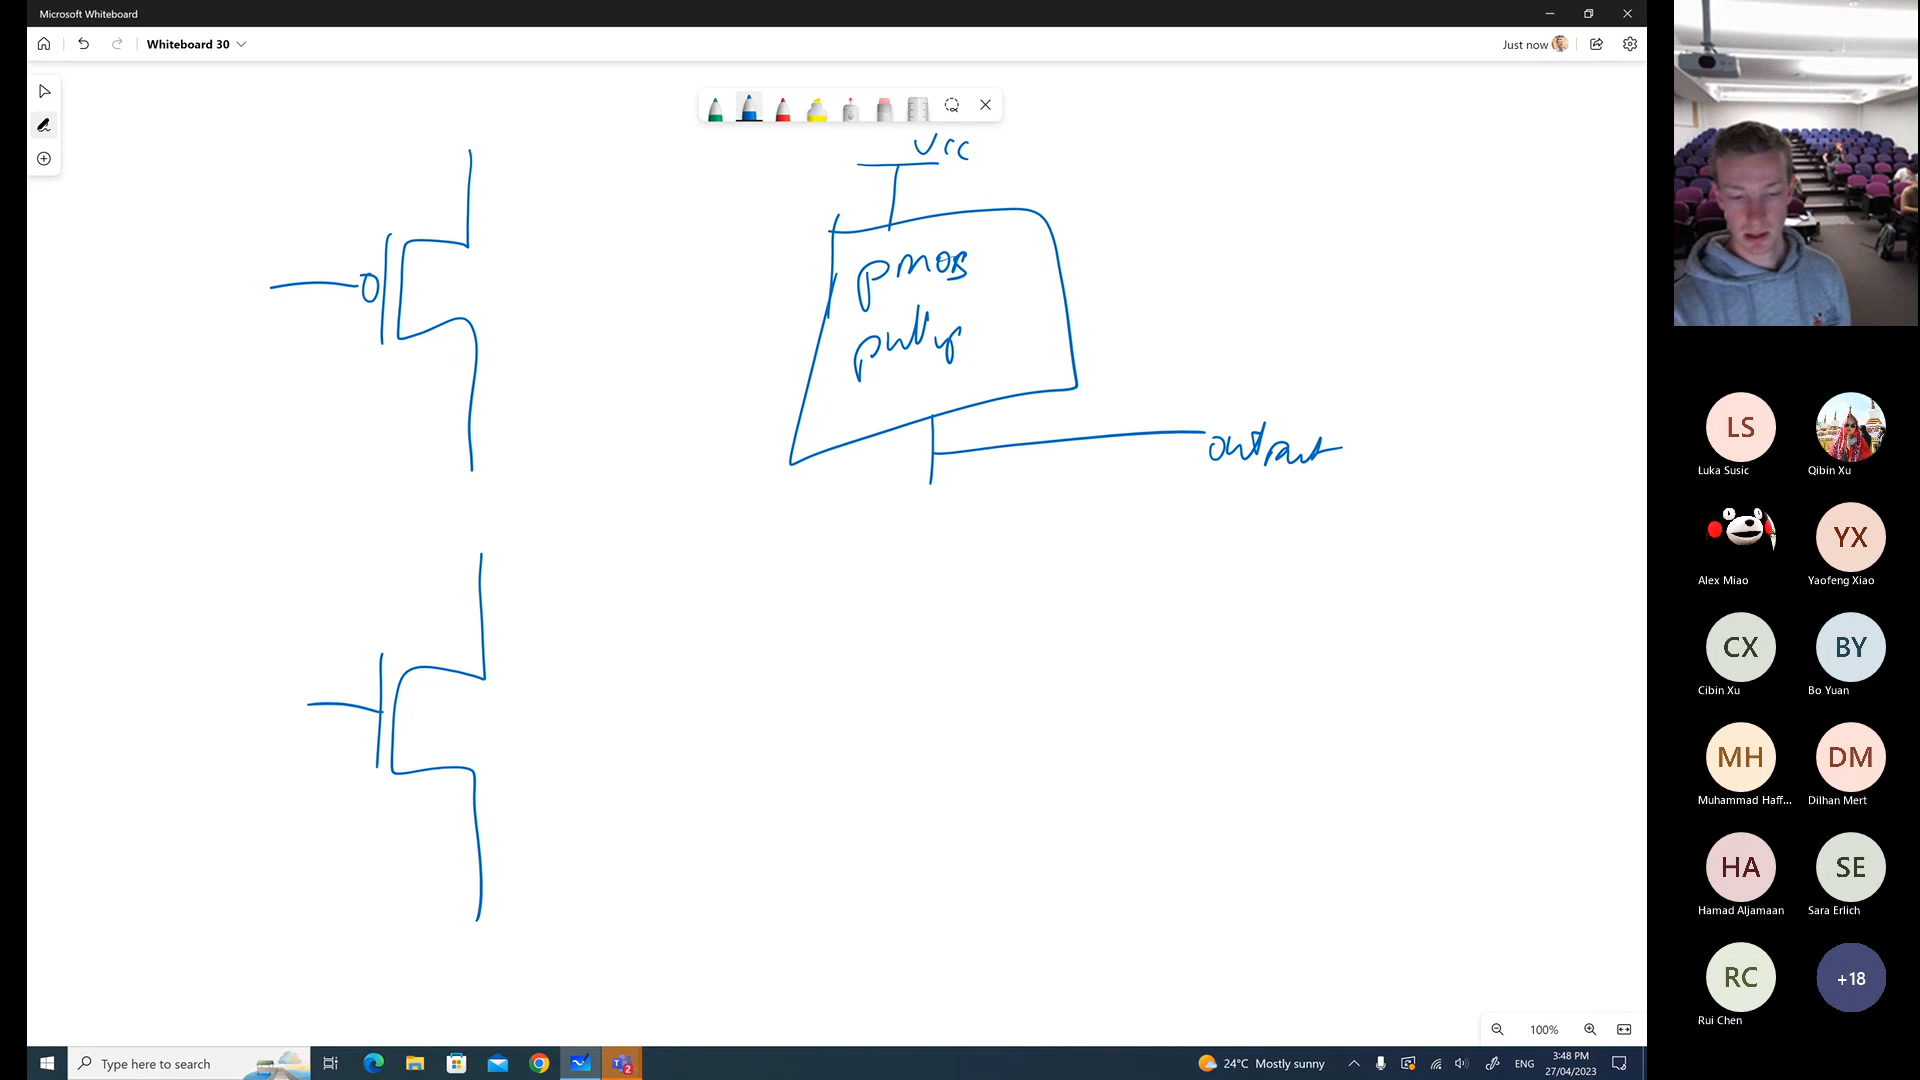 Microsoft Whiteboard
Whiteboard 30
Just now
Vcc
pmos
pullup
output
LS
Luka Susic
Qibin Xu
Alex Miao
YX
Yaofeng Xiao
CX
Cibin Xu
BY
Bo Yuan
MH
Muhammad Haff...
DM
Dilhan Mert
HA
Hamad Aljamaan
SE
Sara Erlich
RC
Rui Chen
+18
100%
Type here to search
2
24°C Mostly sunny
ENG
3:48 PM
27/04/2023